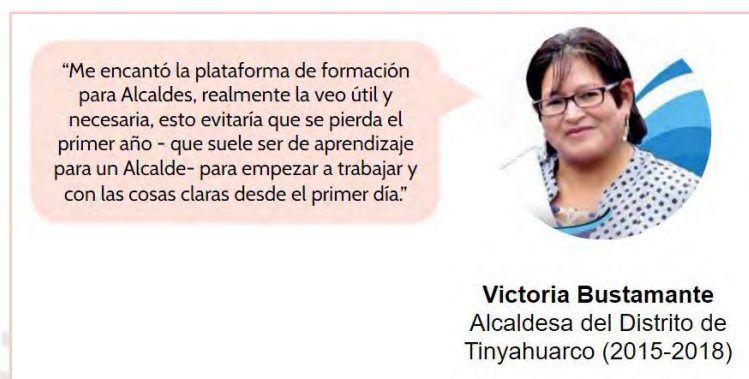 “Me encantó la plataforma de formación
para Alcaldes, realmente la veo útil y
necesaria, esto evitaría que se pierda el
primer año - que suele ser de aprendizaje
para un Alcalde- para empezar a trabajar y
con las cosas claras desde el primer día.”
Victoria Bustamante
Alcaldesa del Distrito de
Tinyahuarco (2015-2018)